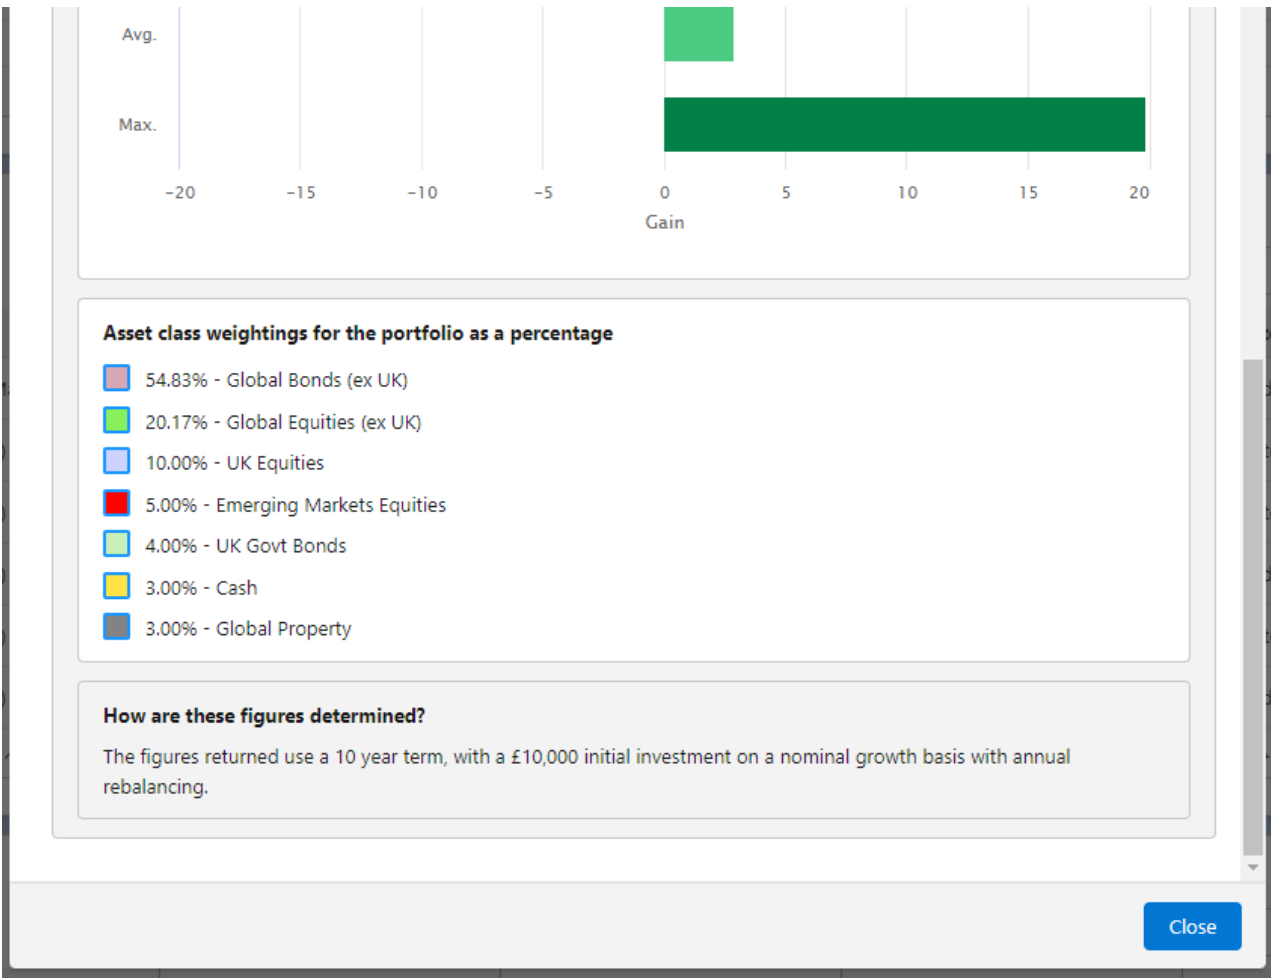 Avg.
Max.
−20 −15 −10 −5 0 5 10 15 20
Gain
Asset class weightings for the portfolio as a percentage
54.83% - Global Bonds (ex UK)
20.17% - Global Equities (ex UK)
10.00% - UK Equities
5.00% - Emerging Markets Equities
4.00% - UK Govt Bonds
3.00% - Cash
3.00% - Global Property
How are these figures determined?
The figures returned use a 10 year term, with a £10,000 initial investment on a nominal growth basis with annual
rebalancing.
Close